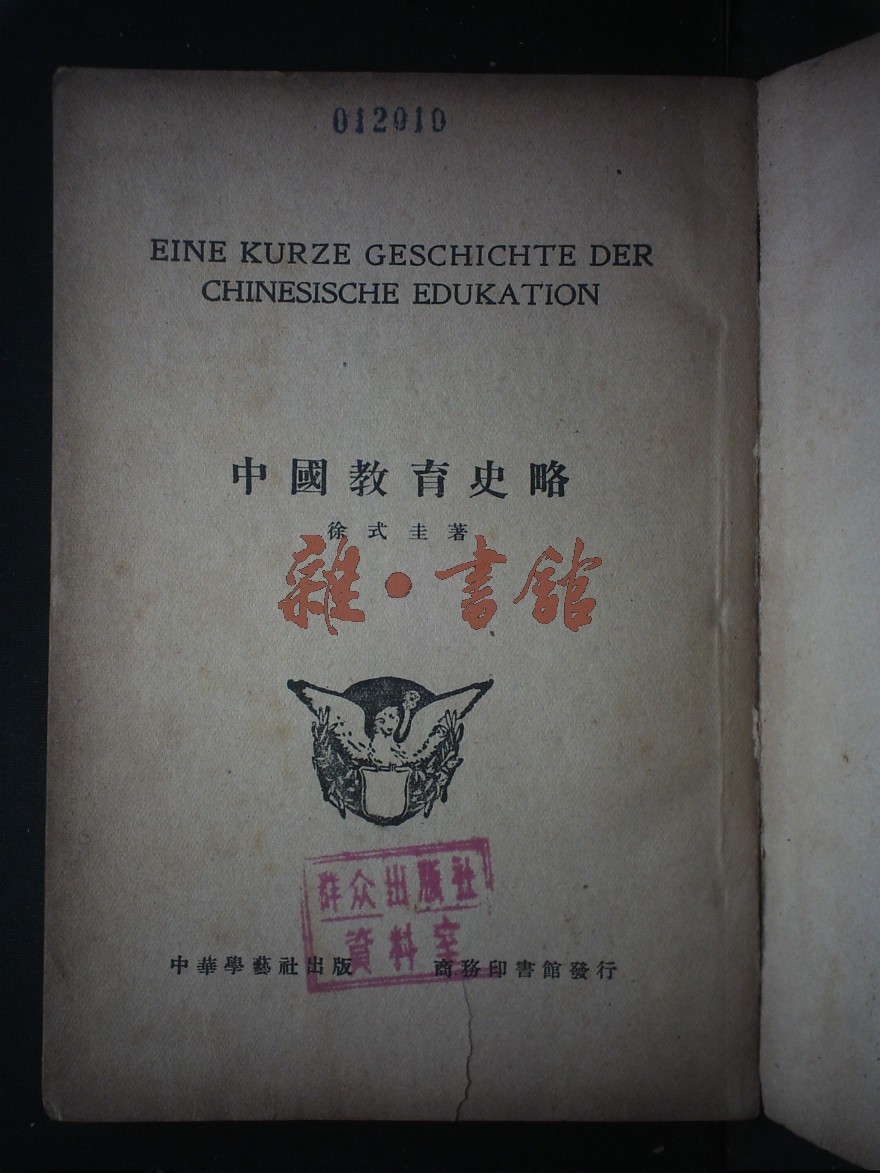 012010
EINE KURZE GESCHICHTE DER
CHINESISCHE EDUKATION
中國教育史略
徐式圭著
雜·書館
群众出版社
資料室
中華學藝社出版 商務印書館發行